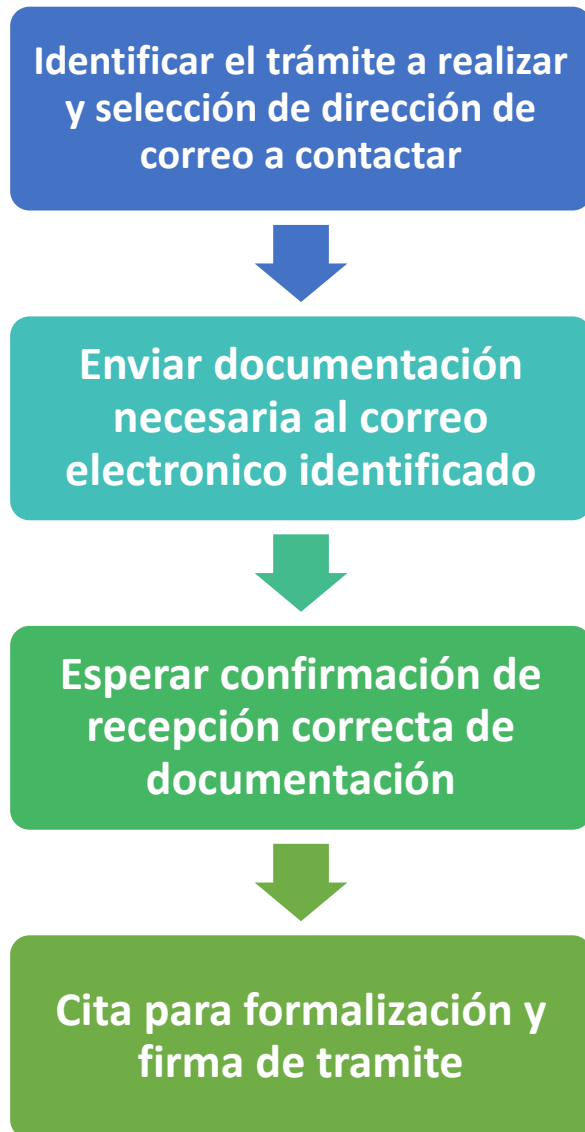 Identificar el trámite a realizar
y selección de dirección de
correo a contactar
Enviar documentación
necesaria al correo
electronico identificado
Esperar confirmación de
recepción correcta de
documentación
Cita para formalización y
firma de tramite